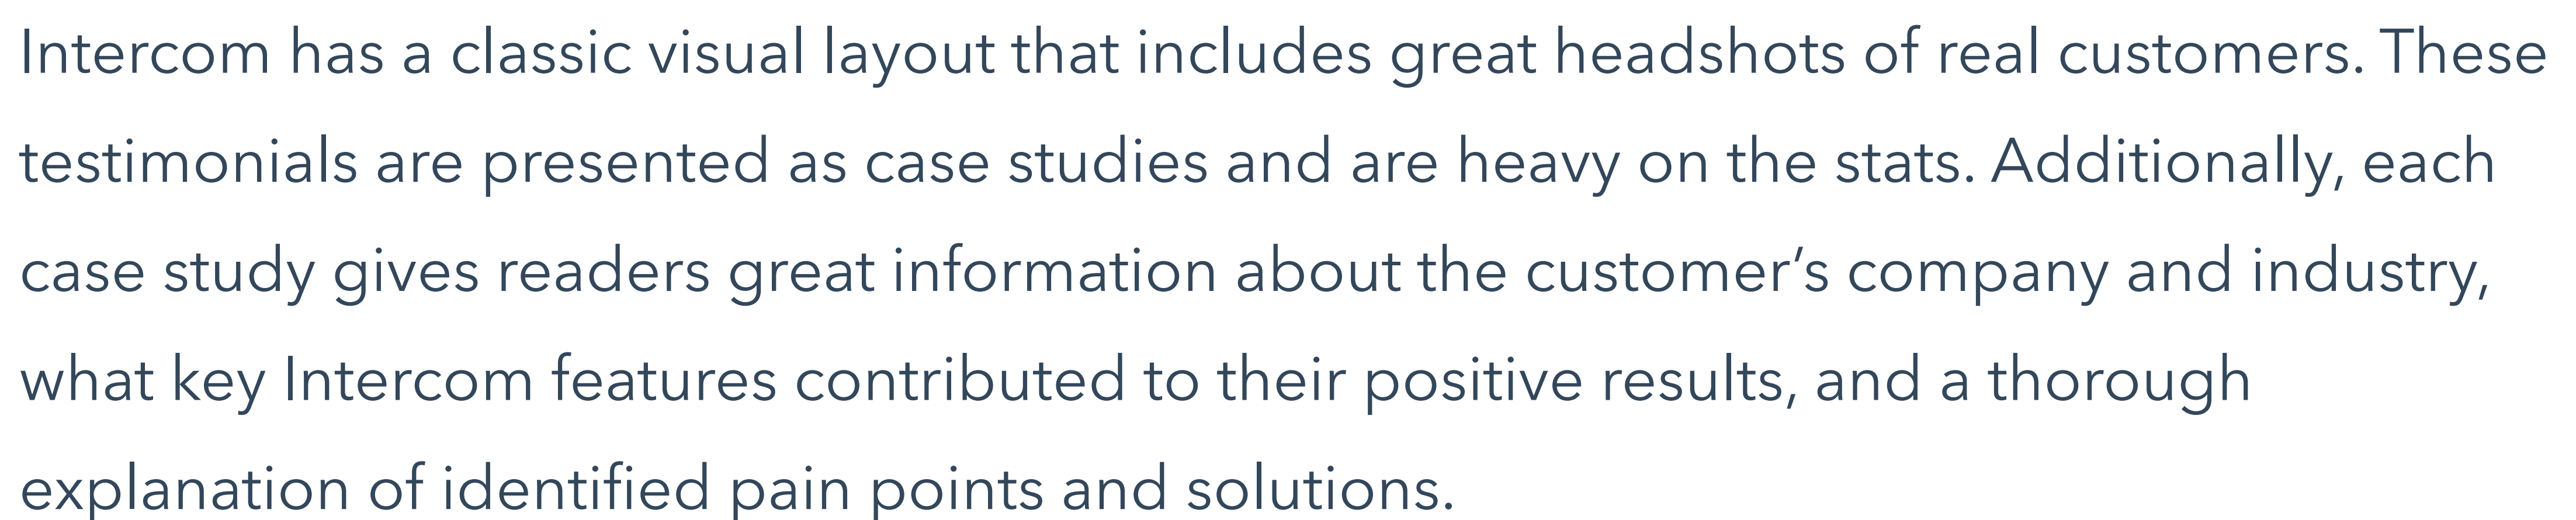 Intercom has a classic visual layout that includes great headshots of real customers. These
testimonials are presented as case studies and are heavy on the stats. Additionally, each
case study gives readers great information about the customer’s company and industry,
what key Intercom features contributed to their positive results, and a thorough
explanation of identified pain points and solutions.